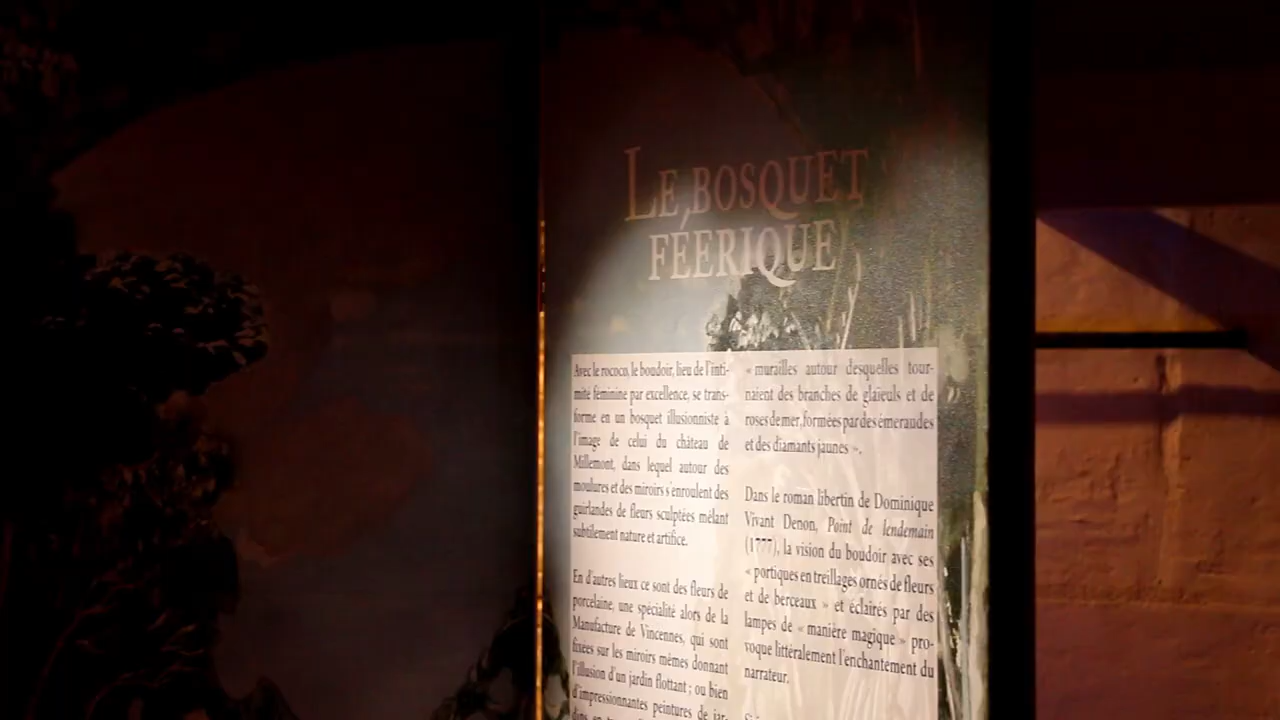 LE BOSQUET
FÉERIQUE
Avec le rococo, le boudoir, lieu de l'inti-
mité féminine par excellence, se trans-
forme en un bosquet illusionniste à
l'image de celui du château de
Millemont, dans lequel autour des
moulures et des miroirs s'enroulent des
guirlandes de fleurs sculptées mêlant
subtilement nature et artifice.
En d'autres lieux ce sont des fleurs de
porcelaine, une spécialité alors de la
Manufacture de Vincennes, qui sont
fixées sur les miroirs mêmes donnant
l'illusion d'un jardin flottant ; ou bien
d'impressionnantes peintures de jar-
« murailles autour desquelles tour-
naient des branches de glaïeuls et de
roses de mer, formées par des émeraudes
et des diamants jaunes ».
Dans le roman libertin de Dominique
Vivant Denon, Point de lendemain
(1777), la vision du boudoir avec ses
« portiques en treillages ornés de fleurs
et de berceaux » et éclairés par des
lampes de « manière magique » pro-
voque littéralement l'enchantement du
narrateur.